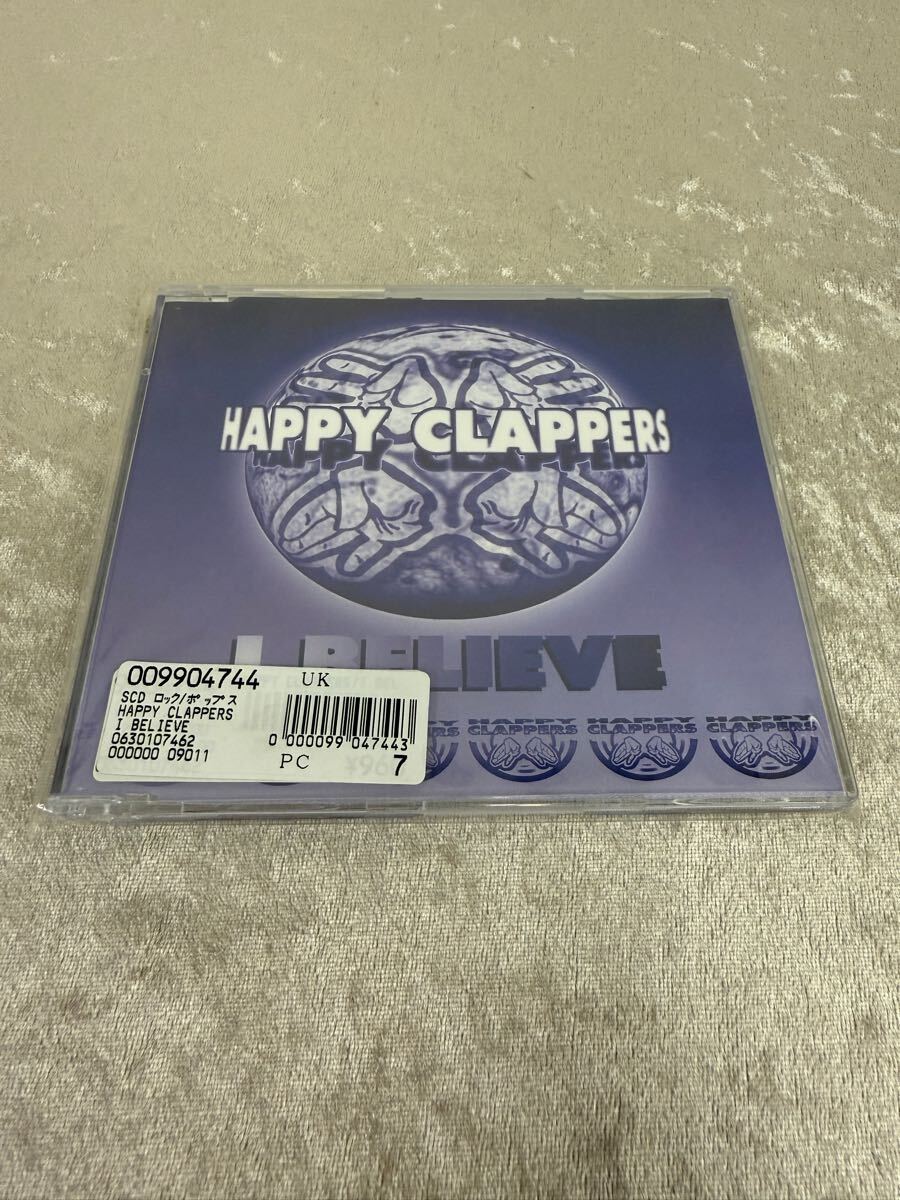 HAPPY CLAPPERS
I BELIEVE
009904744 UK
SCD ロック/ポップス
HAPPY CLAPPERS
I BELIEVE
0630107462
000000 09011
0 000099 047443
PC 7
HAPPY CLAPPERS
HAPPY CLAPPERS
HAPPY CLAPPERS